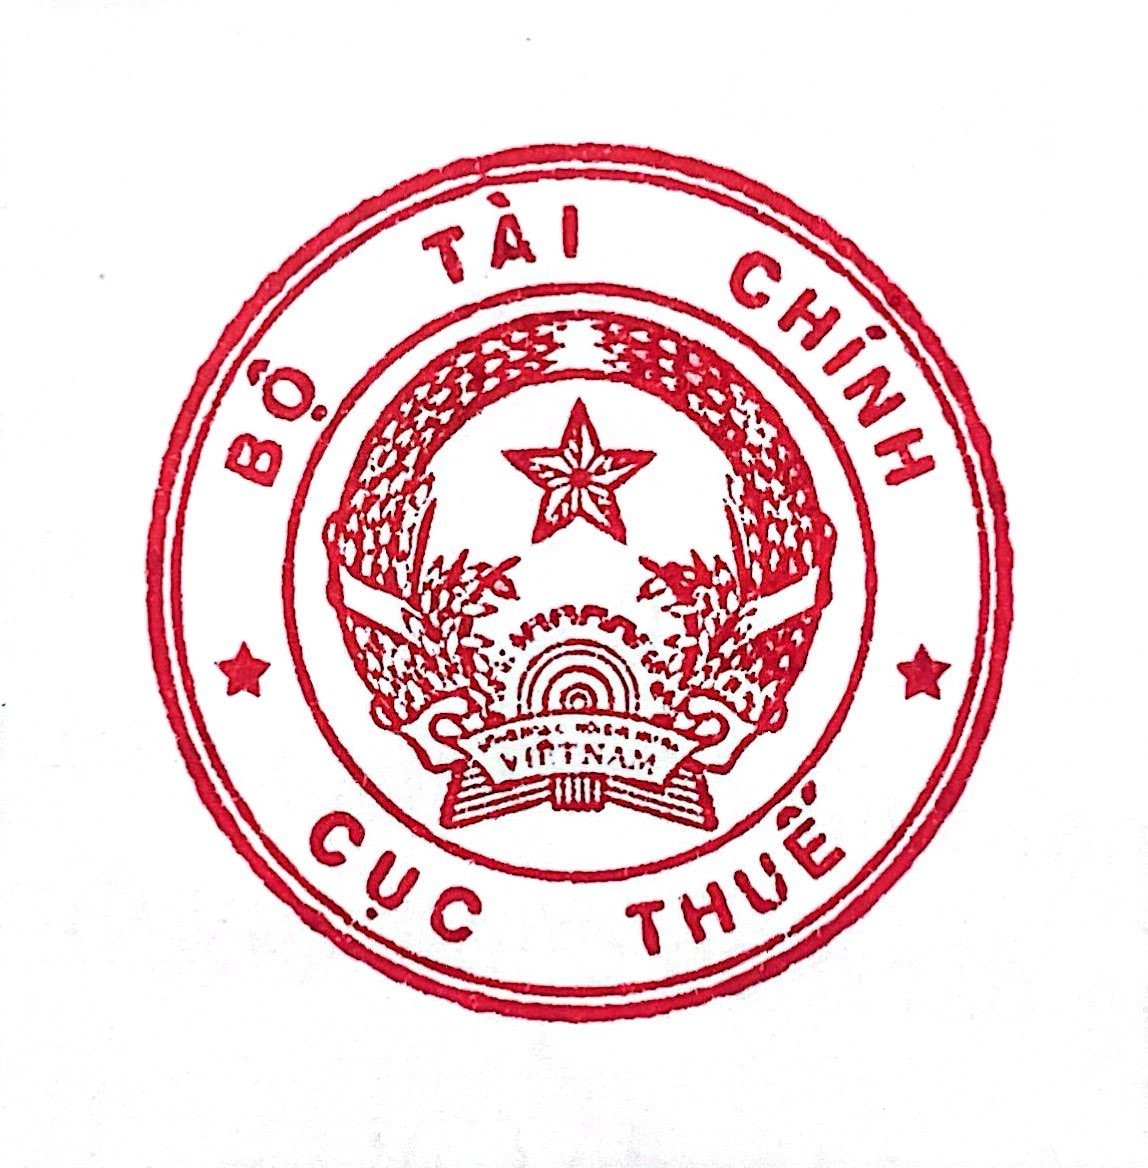 BỘ TÀI CHÍNH
CỤC THUẾ
VIỆTNAM